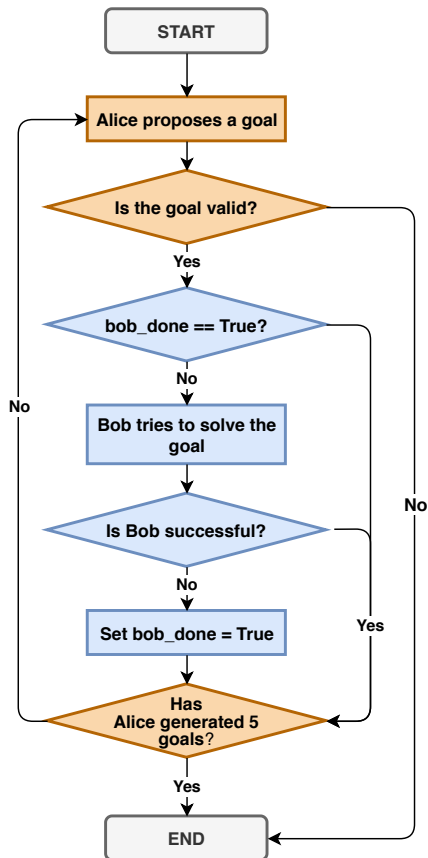 START
Alice proposes a goal
Is the goal valid?
Yes
bob_done == True?
No
No
Bob tries to solve the
goal
No
Is Bob successful?
No
Yes
Set bob_done = True
Has
Alice generated 5
goals?
Yes
END